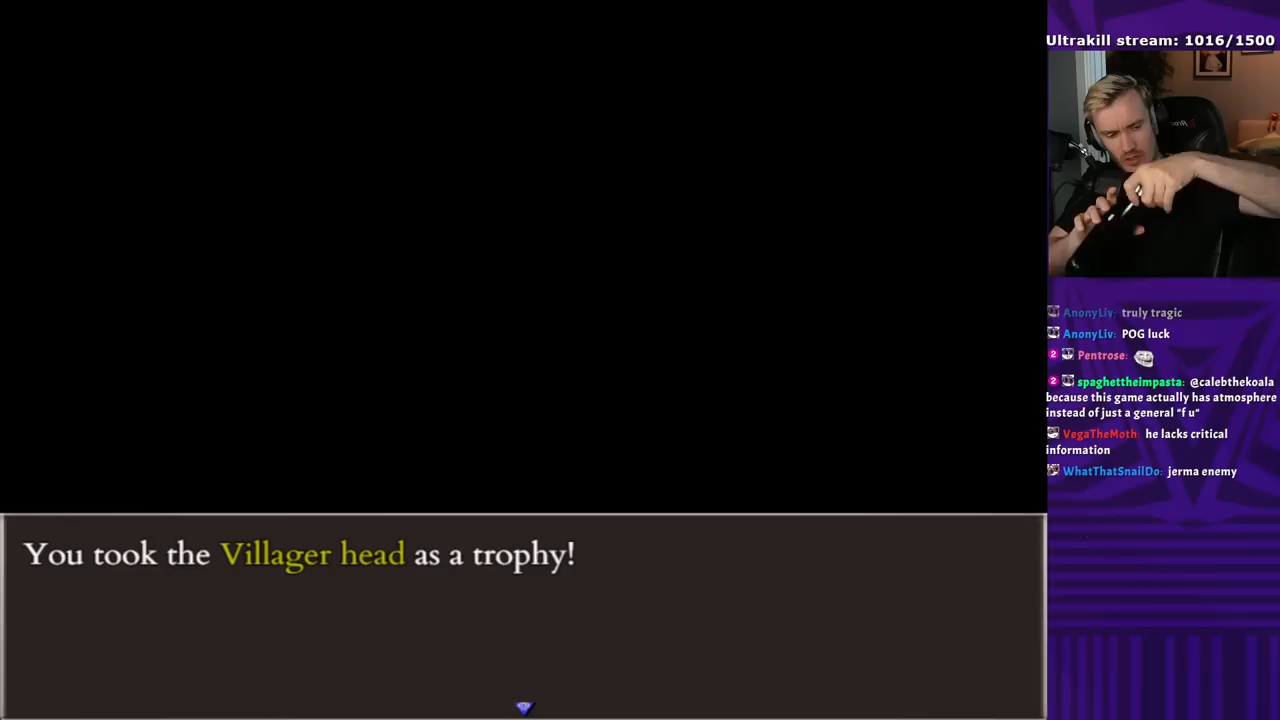 Ultrakill stream: 1016/1500
AnonyLiv: truly tragic
AnonyLiv: POG luck
2 Pentrose:
2 spaghettheimpasta: @calebthekoala
because this game actually has atmosphere
instead of just a general "f u"
VegaTheMoth: he lacks critical
information
WhatThatSnailDo: jerma enemy
You took the Villager head as a trophy!